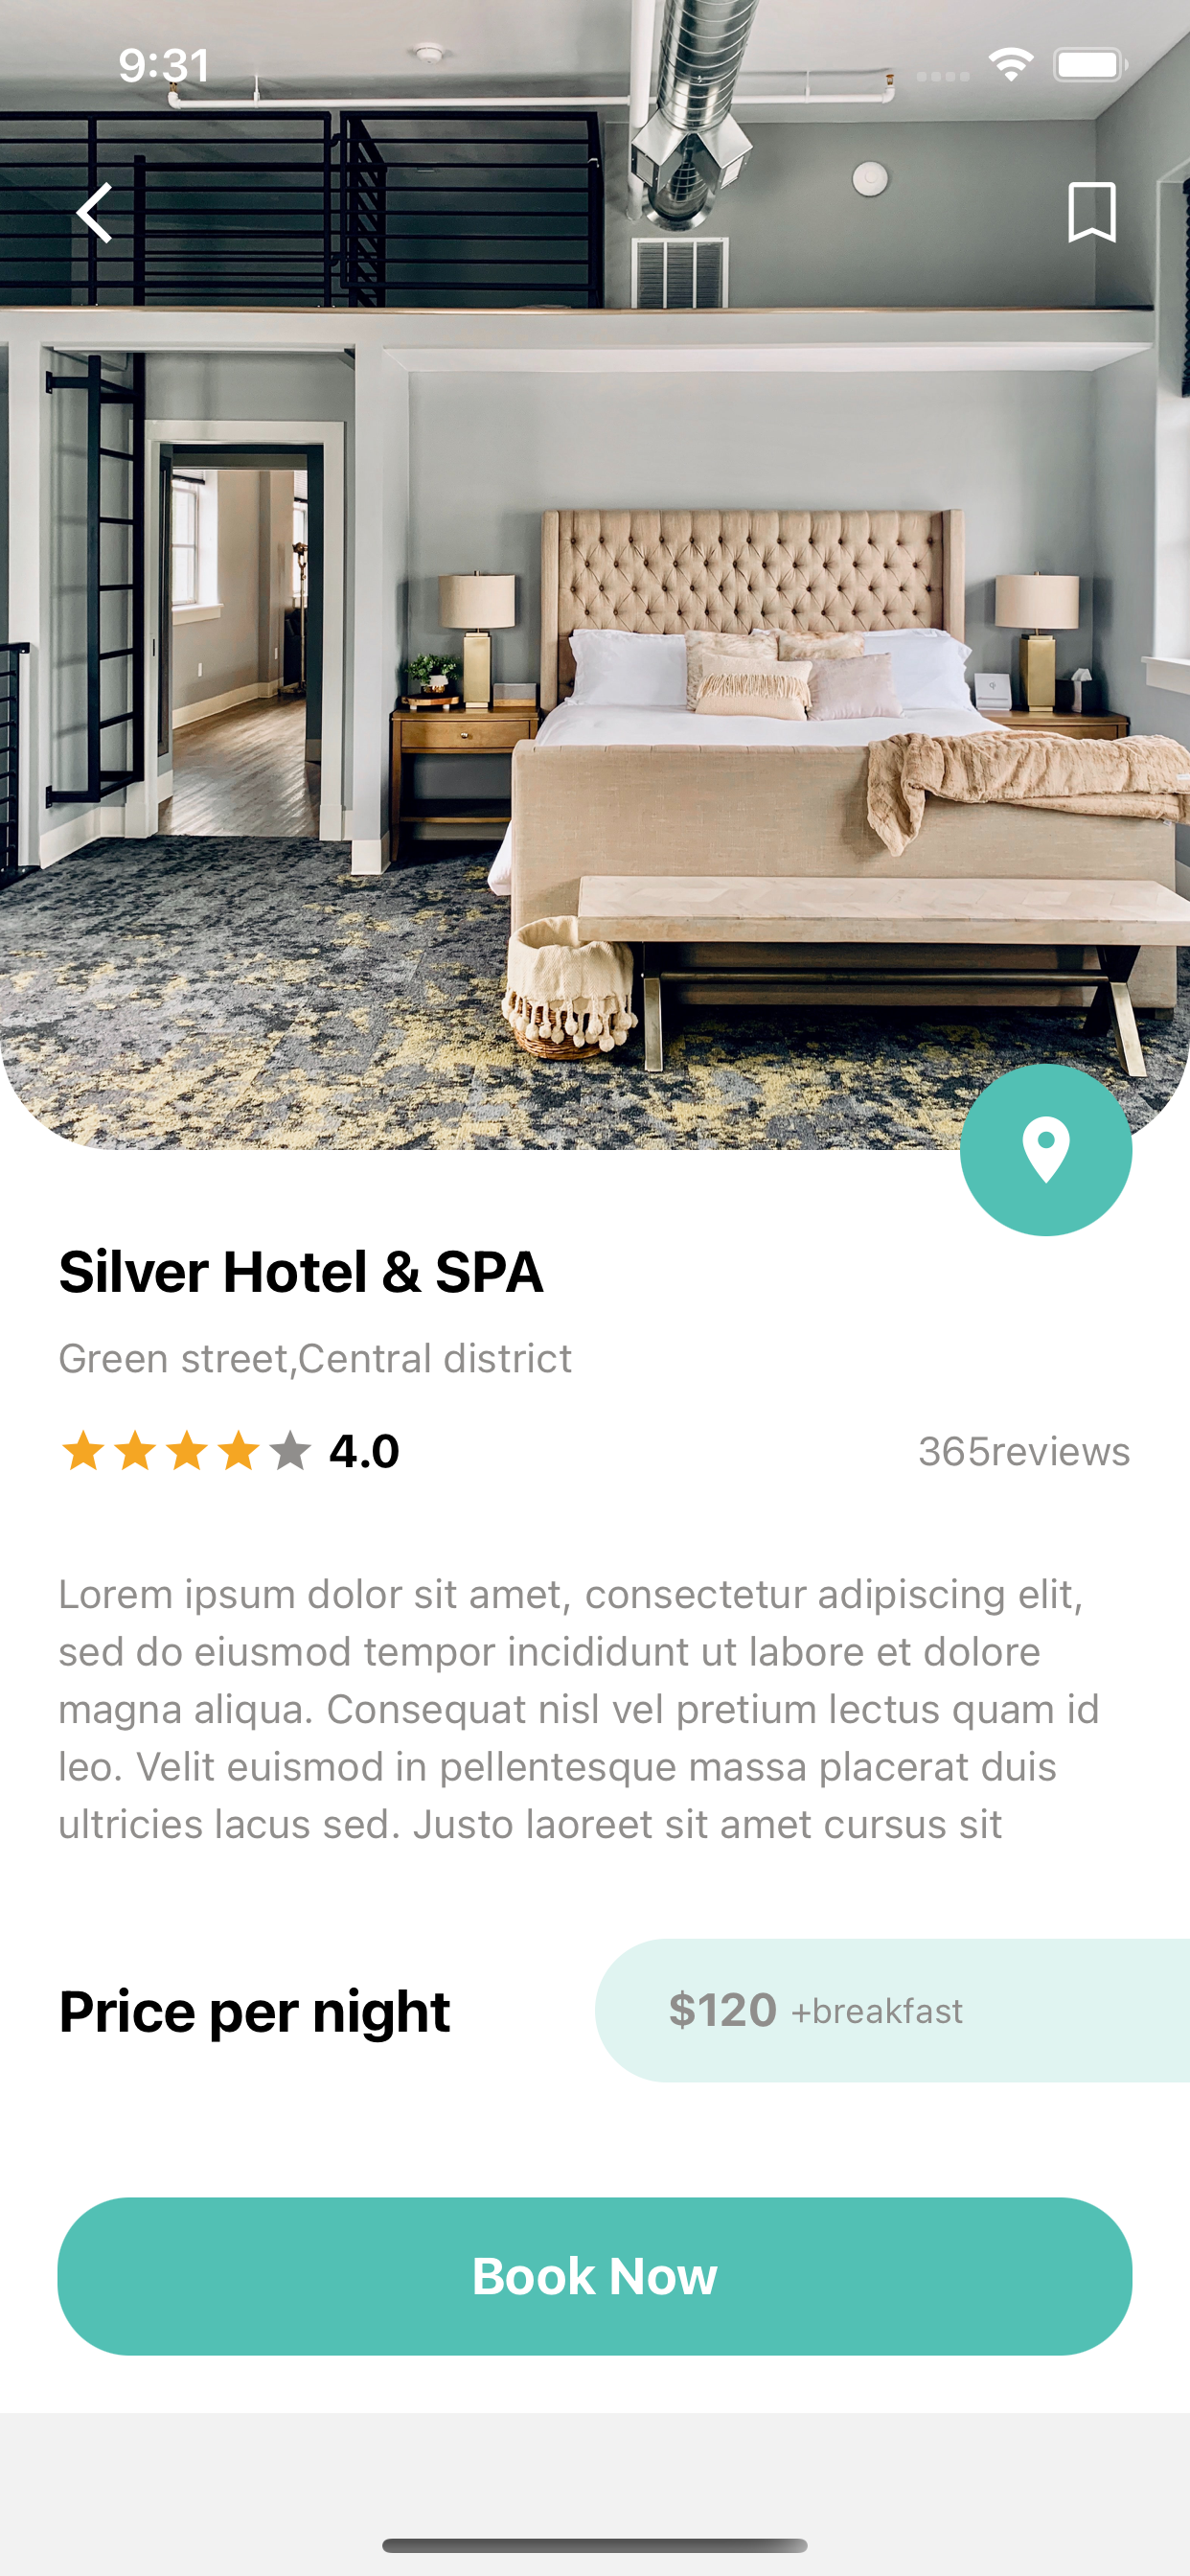 9:31
Silver Hotel & SPA
Green street,Central district
4.0
365reviews
Lorem ipsum dolor sit amet, consectetur adipiscing elit,
sed do eiusmod tempor incididunt ut labore et dolore
magna aliqua. Consequat nisl vel pretium lectus quam id
leo. Velit euismod in pellentesque massa placerat duis
ultricies lacus sed. Justo laoreet sit amet cursus sit
Price per night
$120 +breakfast
Book Now